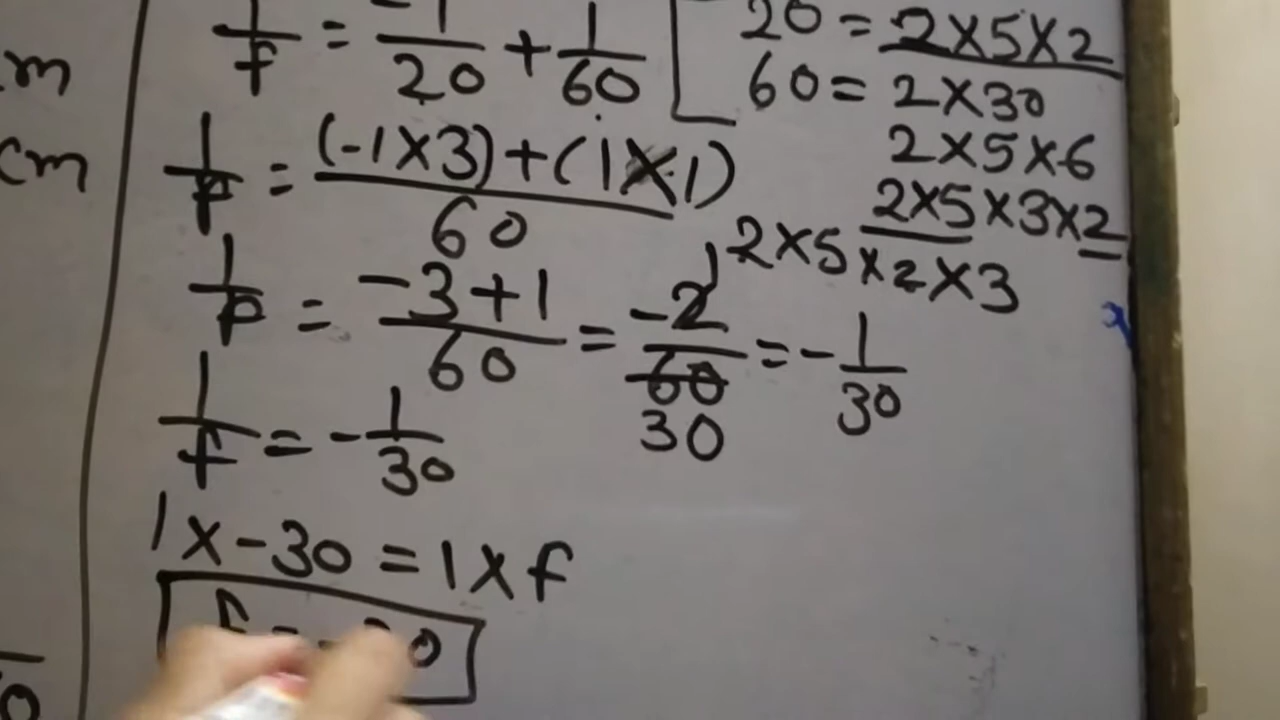 m
cm
1/f = -1/20 + 1/60
20 = 2×5×2
60 = 2×30
2×5×6
2×5×3×2
2×5×2×3
1/f = (-1×3)+(1×1)/60
1/f = -3+1/60 = -2/60 = -1/30
1
30
1/f = -1/30
1×-30 = 1×f